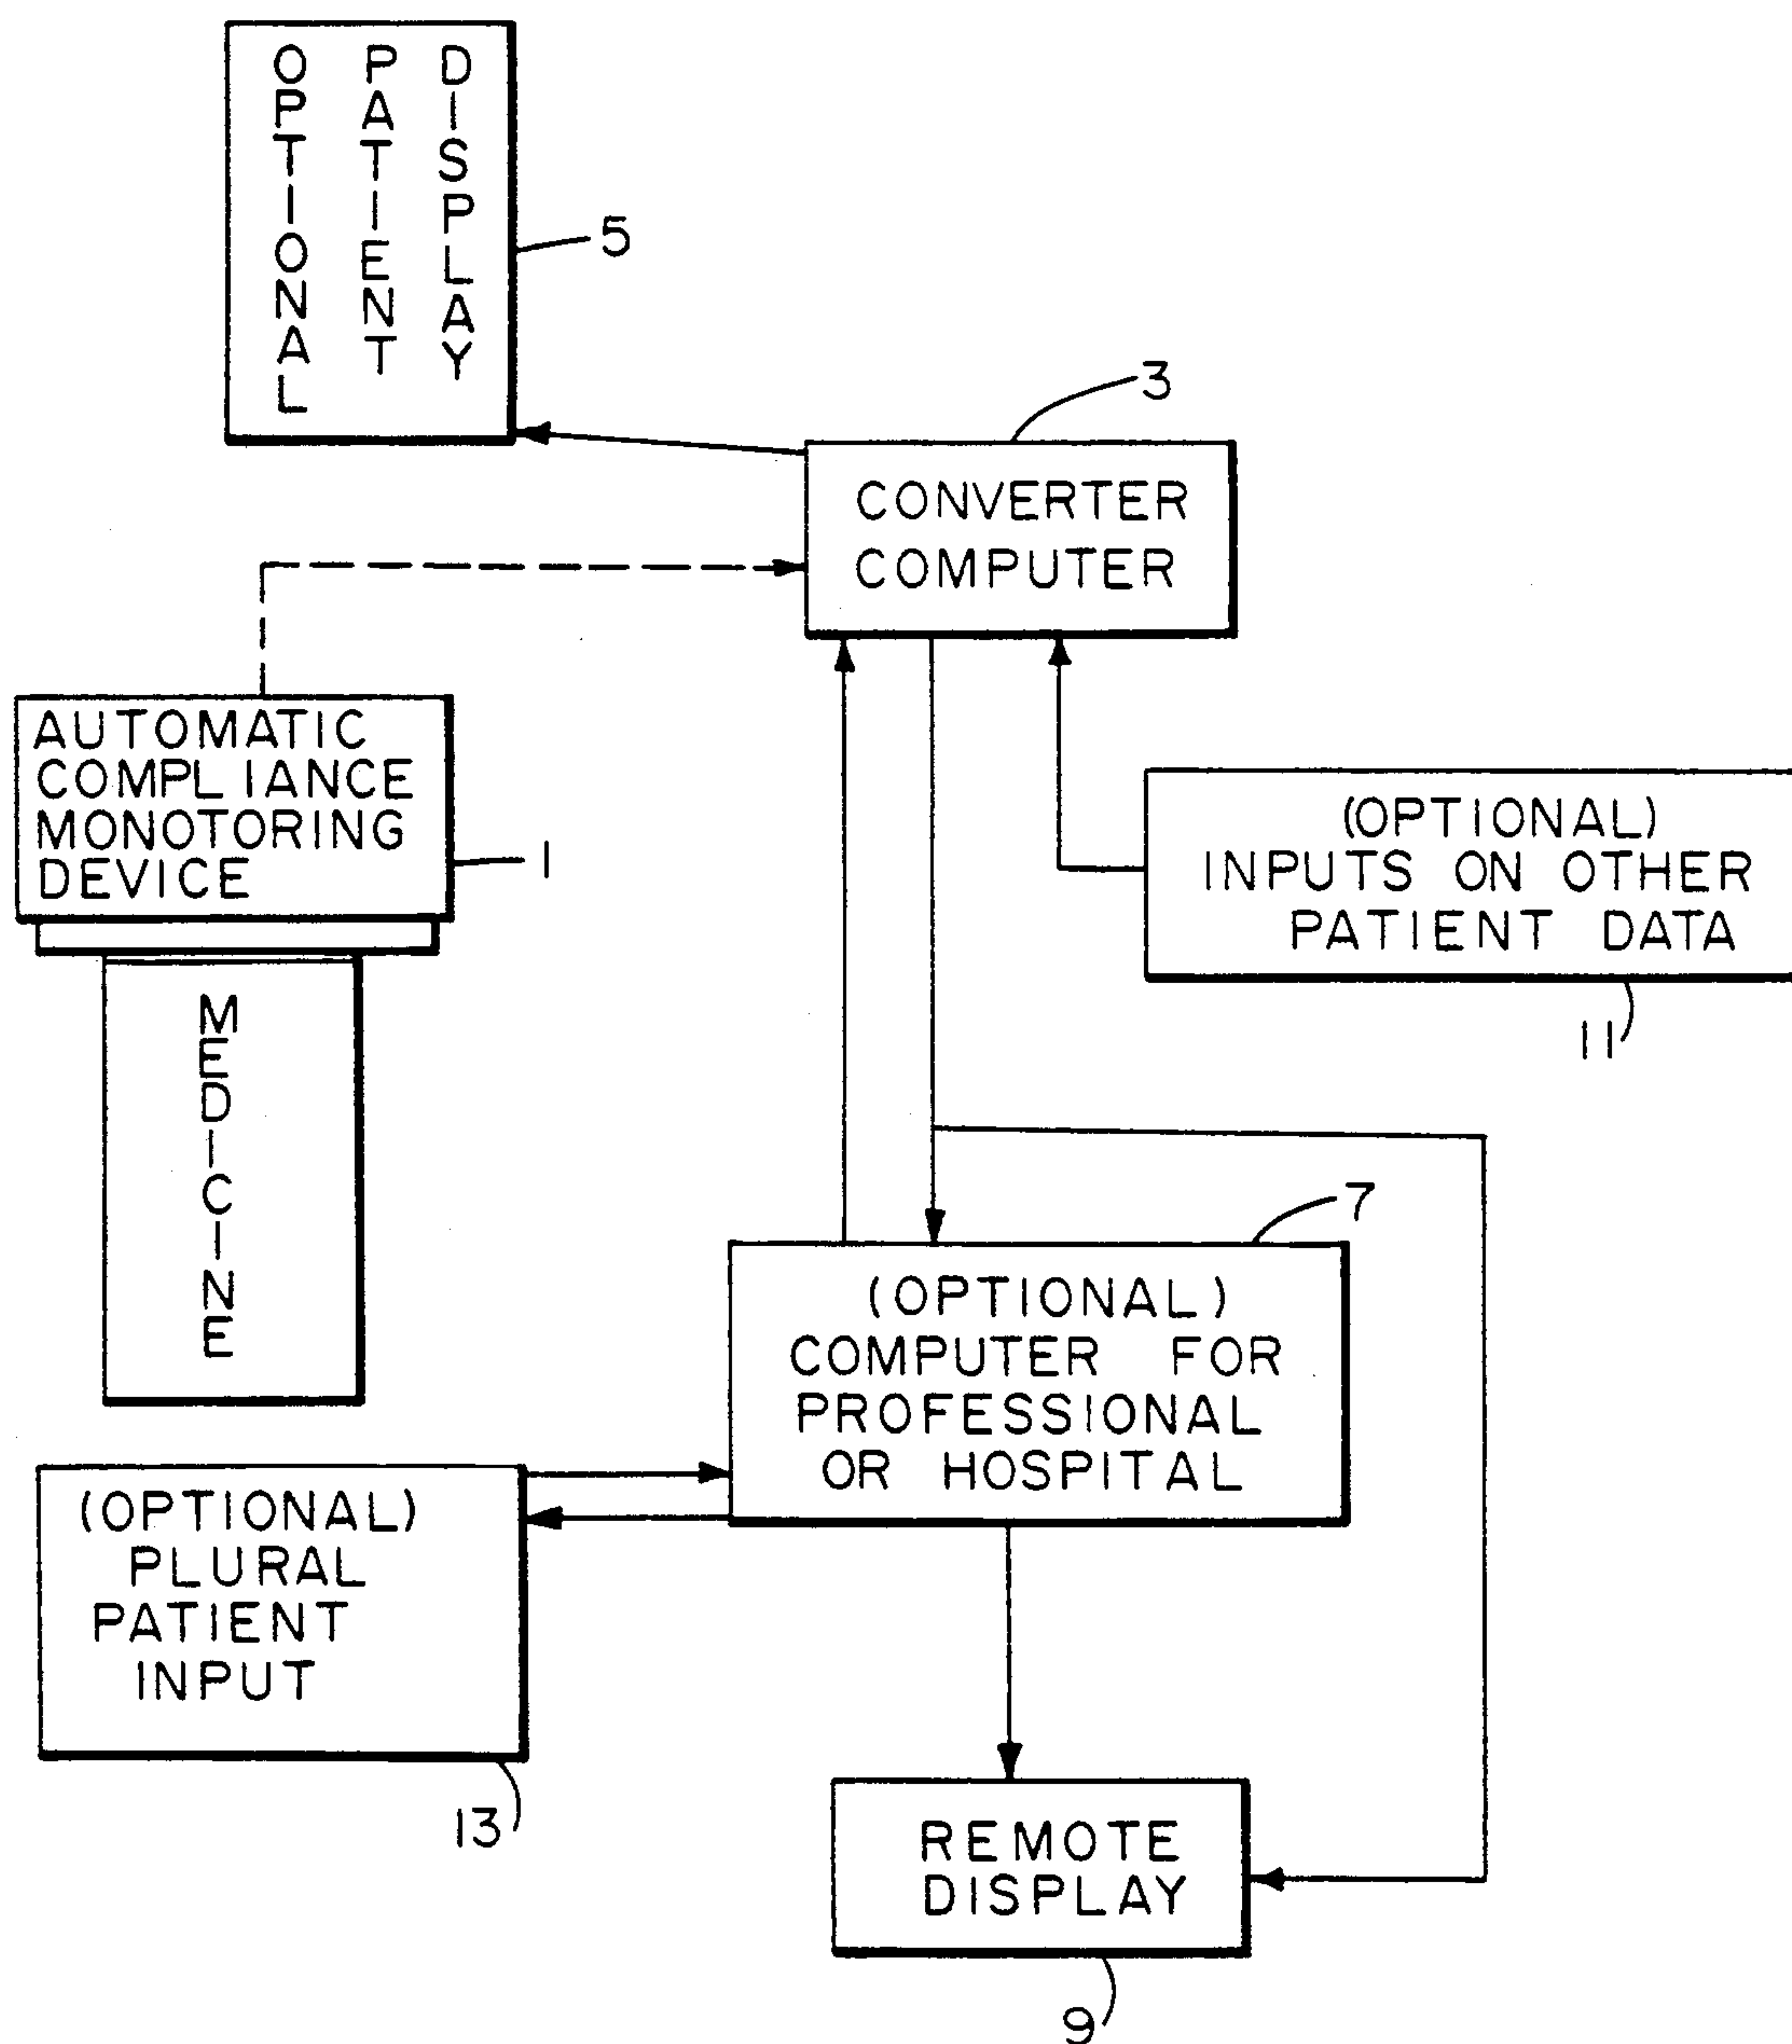 OPTIONAL
PATIENT
DISPLAY
5
3
CONVERTER
COMPUTER
AUTOMATIC
COMPLIANCE
MONOTORING
DEVICE
1
(OPTIONAL)
INPUTS ON OTHER
PATIENT DATA
11
MEDICINE
7
(OPTIONAL)
COMPUTER FOR
PROFESSIONAL
OR HOSPITAL
(OPTIONAL)
PLURAL
PATIENT
INPUT
13
REMOTE
DISPLAY
9